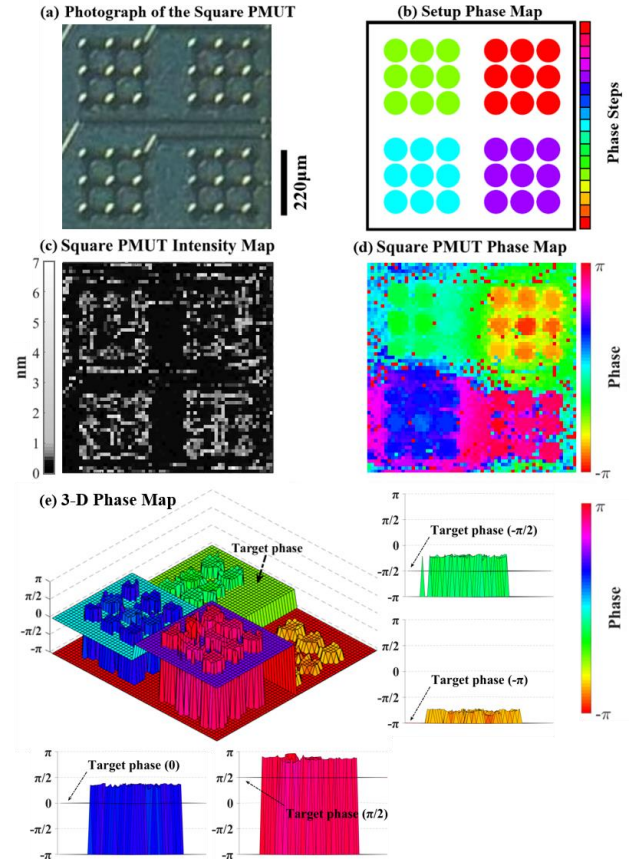 (a) Photograph of the Square PMUT
220μm
(b) Setup Phase Map
Phase Steps
(c) Square PMUT Intensity Map
7
6
5
4
3
2
1
0
nm
(d) Square PMUT Phase Map
π
Phase
-π
(e) 3-D Phase Map
Target phase
π
π/2
0
-π/2
-π
π
π/2
0
-π/2
-π
Target phase (-π/2)
π
π/2
0
-π/2
-π
Target phase (-π)
π
Phase
-π
π
π/2
0
-π/2
-π
Target phase (0)
π
π/2
0
-π/2
-π
Target phase (π/2)